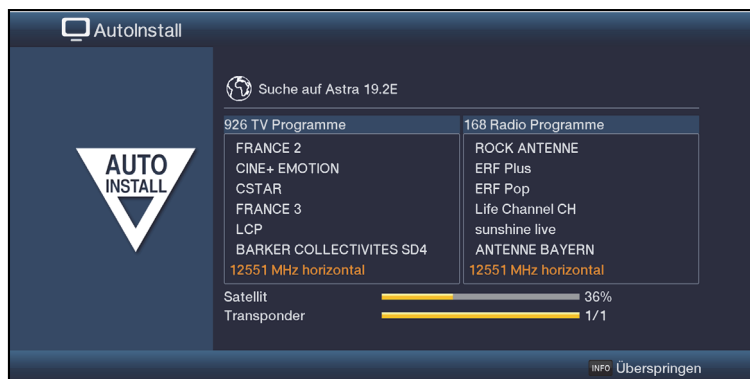 AutoInstall
AUTO
INSTALL
Suche auf Astra 19.2E
926 TV Programme
168 Radio Programme
FRANCE 2
ROCK ANTENNE
CINE+ EMOTION
ERF Plus
CSTAR
ERF Pop
FRANCE 3
Life Channel CH
LCP
sunshine live
BARKER COLLECTIVITES SD4
ANTENNE BAYERN
12551 MHz horizontal
12551 MHz horizontal
Satellit 36%
Transponder 1/1
INFO Überspringen